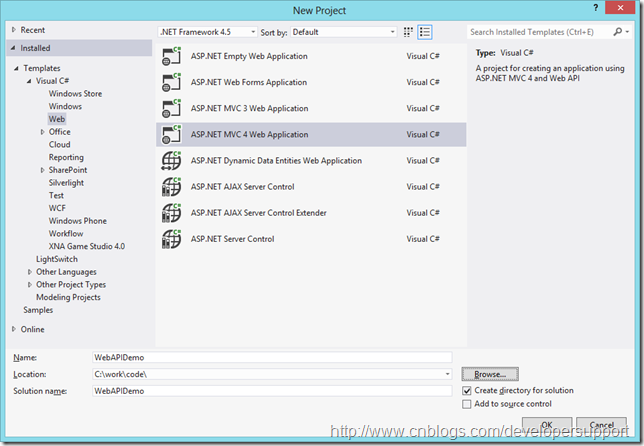 New Project
? 
Recent
Installed
Templates
Visual C#
Windows Store
Windows
Web
Office
Cloud
Reporting
SharePoint
Silverlight
Test
WCF
Windows Phone
Workflow
XNA Game Studio 4.0
LightSwitch
Other Languages
Other Project Types
Modeling Projects
Samples
Online
.NET Framework 4.5 Sort by: Default
ASP.NET Empty Web Application Visual C#
ASP.NET Web Forms Application Visual C#
ASP.NET MVC 3 Web Application Visual C#
ASP.NET MVC 4 Web Application Visual C#
ASP.NET Dynamic Data Entities Web Application Visual C#
ASP.NET AJAX Server Control Visual C#
ASP.NET AJAX Server Control Extender Visual C#
ASP.NET Server Control Visual C#
Search Installed Templates (Ctrl+E)
Type: Visual C#
A project for creating an application using
ASP.NET MVC 4 and Web API
Name: WebAPIDemo
Location: C:\work\code\ Browse...
Solution name: WebAPIDemo
Create directory for solution
Add to source control
OK Cancel
http://www.cnblogs.com/developersupport